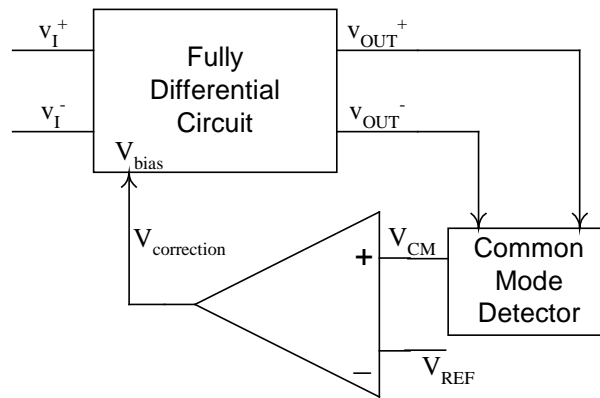 v_I^+
v_I^-
Fully
Differential
Circuit
V_bias
v_OUT^+
v_OUT^-
V_correction
+
V_CM
Common
Mode
Detector
−
V_REF